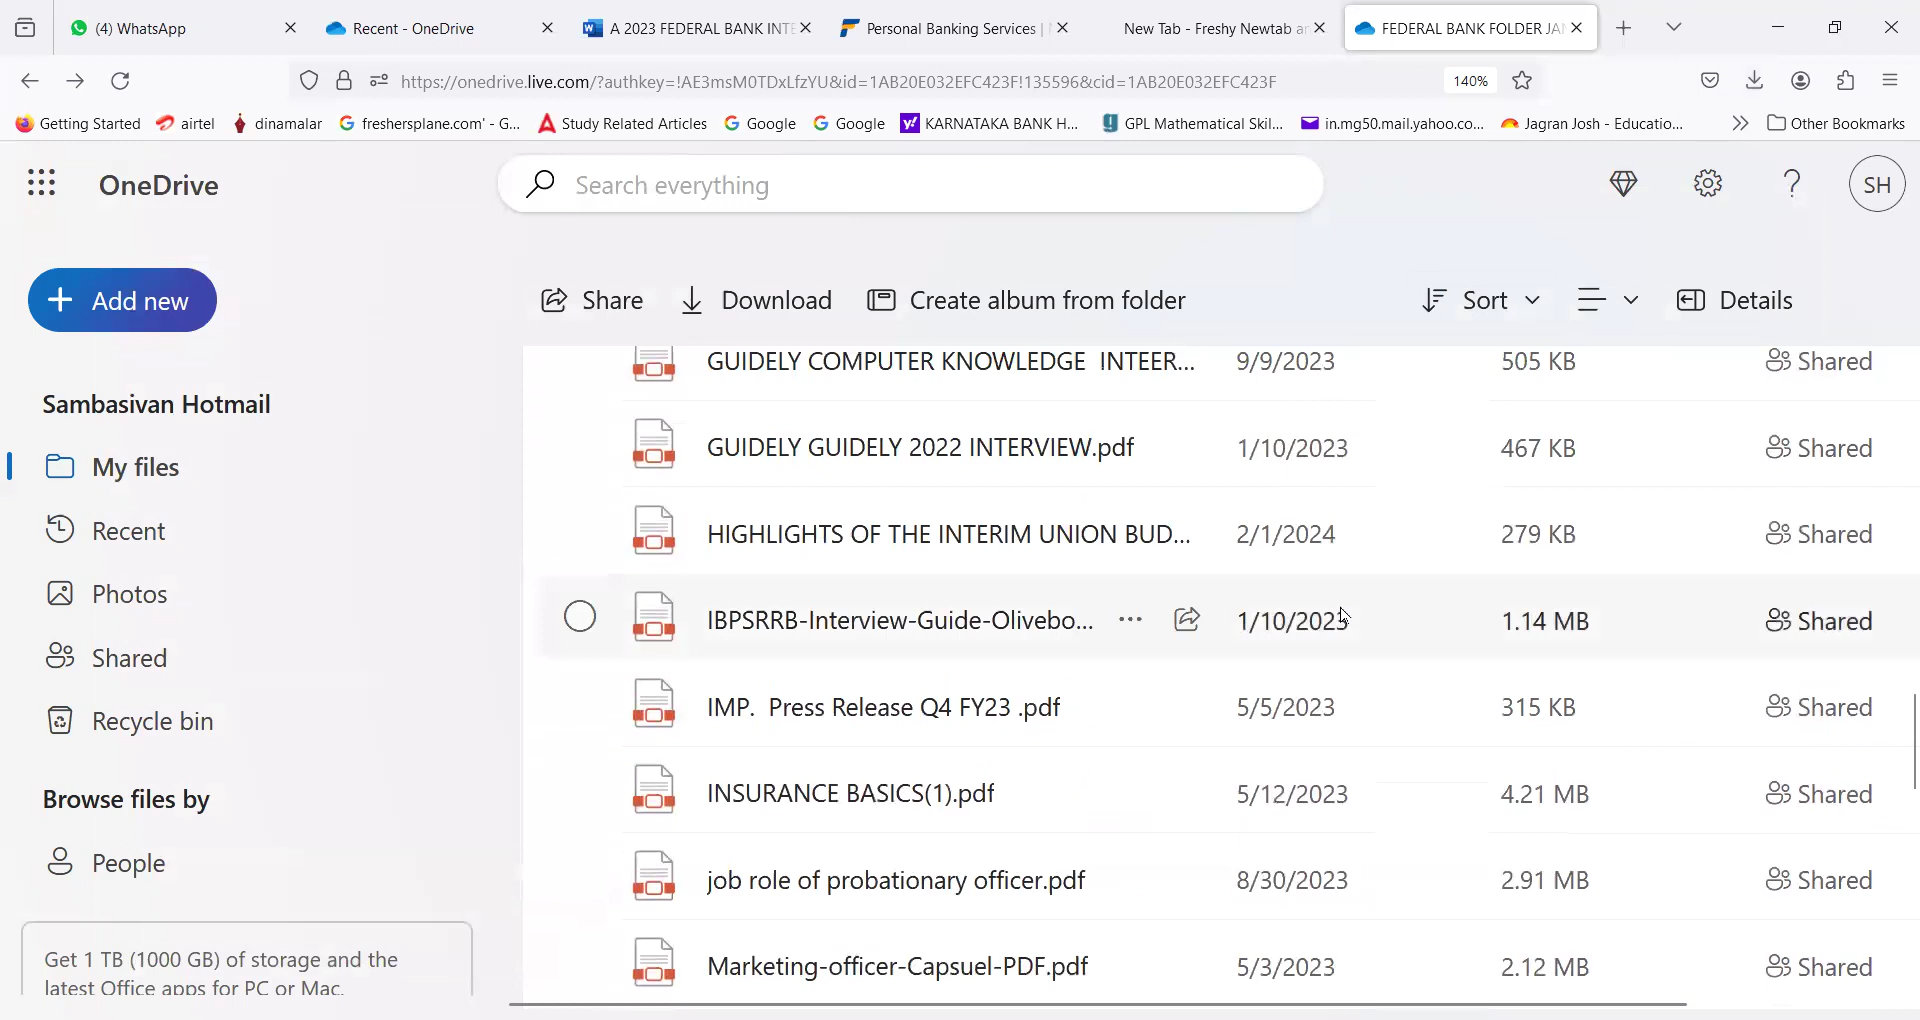 (4) WhatsApp
Recent - OneDrive
A 2023 FEDERAL BANK INTE
Personal Banking Services |
New Tab - Freshy Newtab an
FEDERAL BANK FOLDER JAN
https://onedrive.live.com/?authkey=!AE3msM0TDxLfzYU&id=1AB20E032EFC423F!135596&cid=1AB20E032EFC423F
140%
Getting Started
airtel
dinamalar
freshersplane.com' - G...
Study Related Articles
Google
Google
KARNATAKA BANK H...
GPL Mathematical Skil...
in.mg50.mail.yahoo.co...
Jagran Josh - Educatio...
Other Bookmarks
OneDrive
Search everything
SH
Add new
Share
Download
Create album from folder
Sort
Details
Sambasivan Hotmail
My files
Recent
Photos
Shared
Recycle bin
Browse files by
People
Get 1 TB (1000 GB) of storage and the
latest Office apps for PC or Mac.
GUIDELY COMPUTER KNOWLEDGE INTEER... 9/9/2023 505 KB Shared
GUIDELY GUIDELY 2022 INTERVIEW.pdf 1/10/2023 467 KB Shared
HIGHLIGHTS OF THE INTERIM UNION BUD... 2/1/2024 279 KB Shared
IBPSRRB-Interview-Guide-Olivebo... 1/10/2023 1.14 MB Shared
IMP. Press Release Q4 FY23 .pdf 5/5/2023 315 KB Shared
INSURANCE BASICS(1).pdf 5/12/2023 4.21 MB Shared
job role of probationary officer.pdf 8/30/2023 2.91 MB Shared
Marketing-officer-Capsuel-PDF.pdf 5/3/2023 2.12 MB Shared